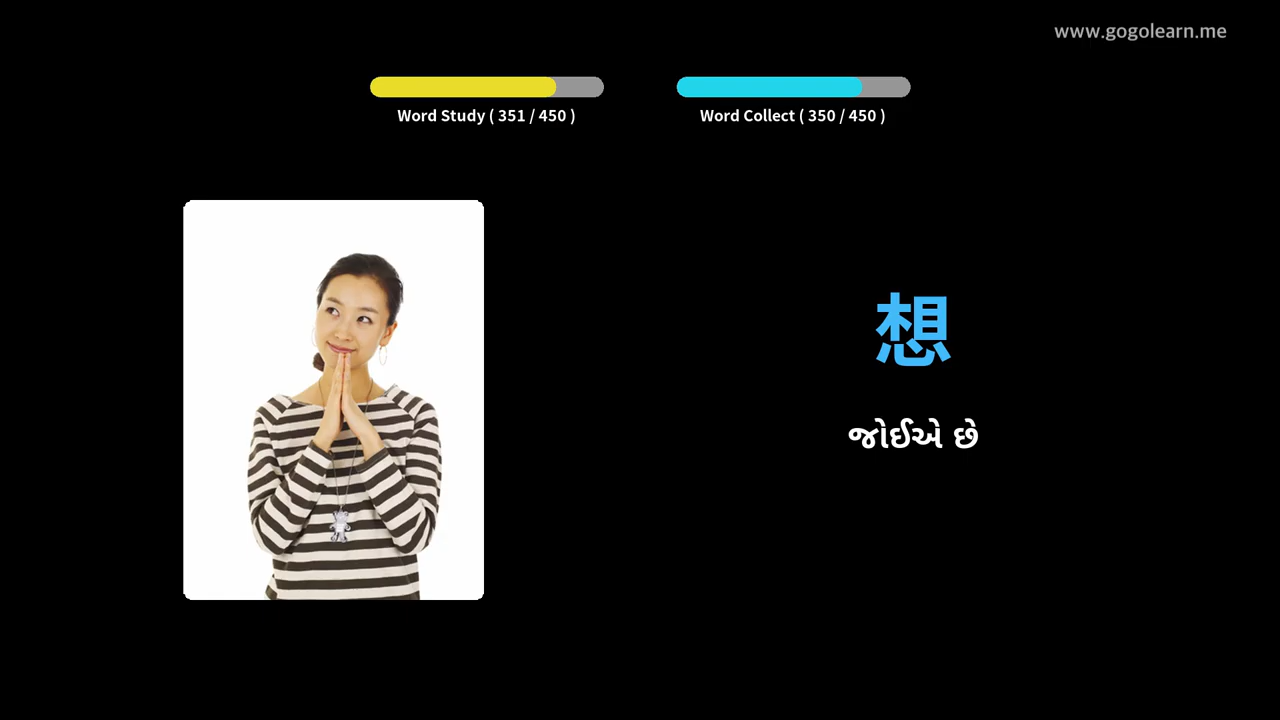 www.gogolearn.me
Word Study ( 351 / 450 )
Word Collect ( 350 / 450 )
想
જોઈએ છે